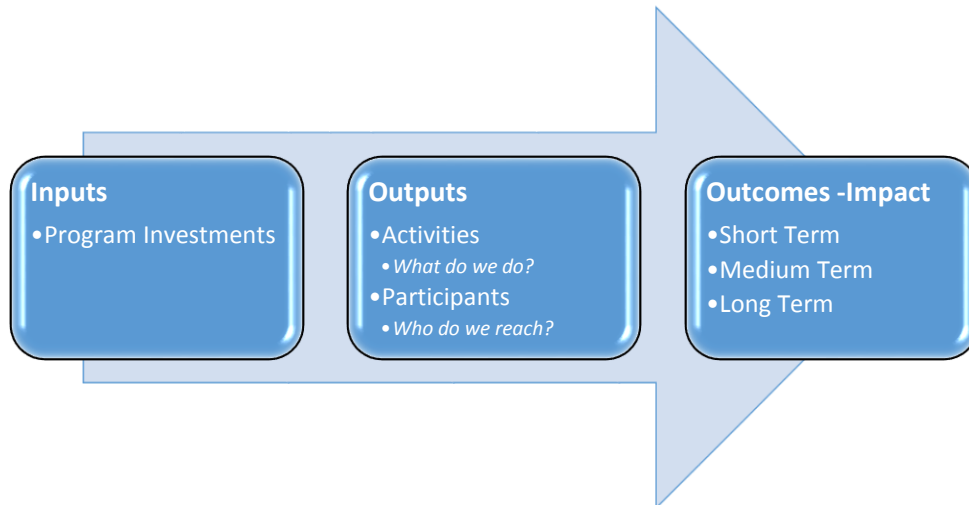 Inputs
•Program Investments
Outputs
•Activities
•What do we do?
•Participants
•Who do we reach?
Outcomes -Impact
•Short Term
•Medium Term
•Long Term